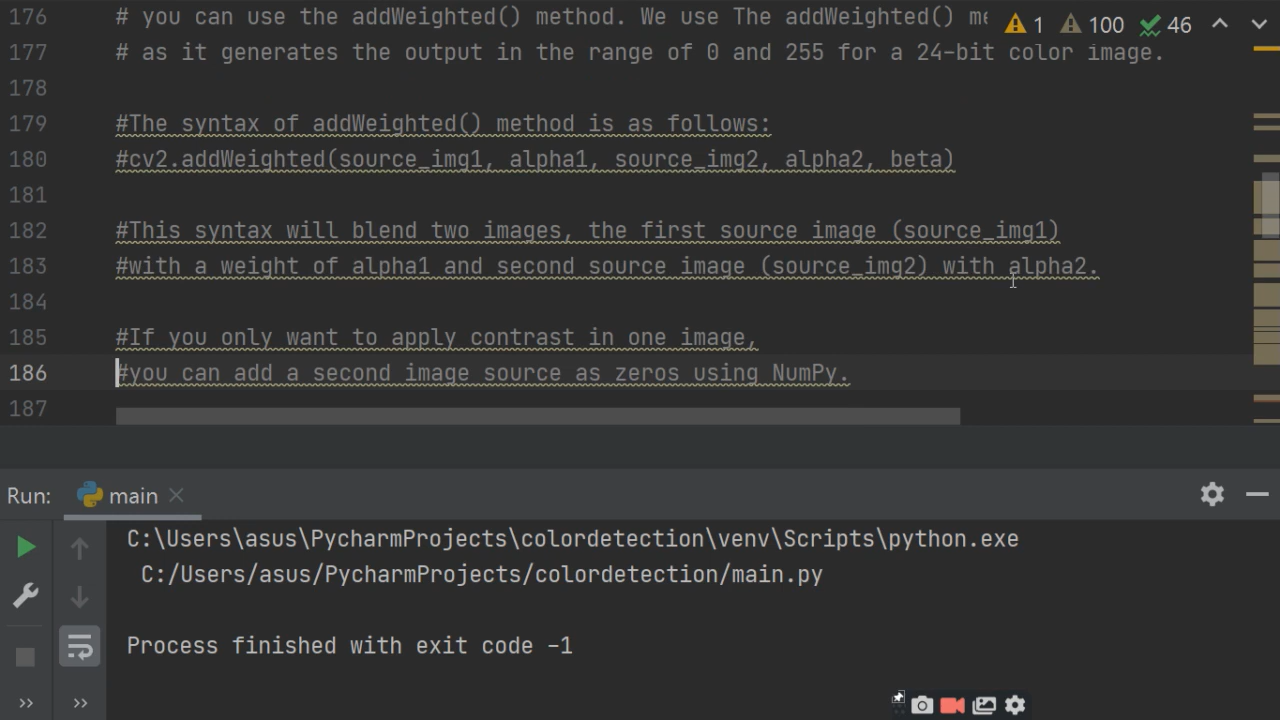 176 # you can use the addWeighted() method. We use The addWeighted()
1 100 46
177 # as it generates the output in the range of 0 and 255 for a 24-bit color image.
178
179 #The syntax of addWeighted() method is as follows:
180 #cv2.addWeighted(source_img1, alpha1, source_img2, alpha2, beta)
181
182 #This syntax will blend two images, the first source image (source_img1)
183 #with a weight of alpha1 and second source image (source_img2) with alpha2.
184
185 #If you only want to apply contrast in one image,
186 #you can add a second image source as zeros using NumPy.
187
Run: main
C:\Users\asus\PycharmProjects\colordetection\venv\Scripts\python.exe
C:/Users/asus/PycharmProjects/colordetection/main.py
Process finished with exit code -1